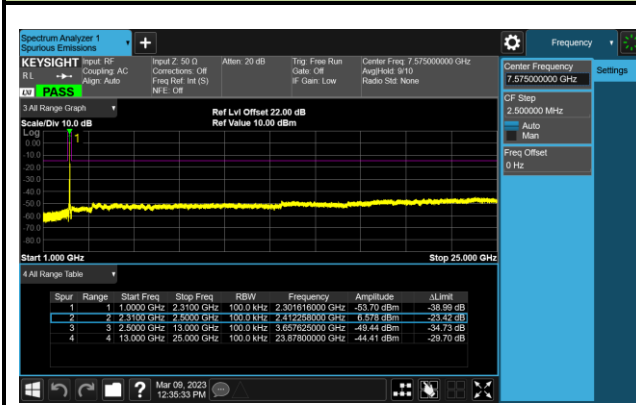 Spectrum Analyzer 1
Spurious Emissions
Frequency
KEYSIGHT
RL
Align: Auto
Input: RF
Coupling: AC
Input Z: 50 Ω
Corrections: Off
Freq Ref: Int (S)
NFE: Off
Atten: 20 dB
Trig: Free Run
Gate: Off
IF Gain: Low
Center Freq: 7.575000000 GHz
Avg|Hold: 9/10
Radio Std: None
LXI PASS
3 All Range Graph
Scale/Div 10.0 dB
Ref Lvl Offset 22.00 dB
Ref Value 10.00 dBm
Log
1
0.00
-10.0
-20.0
-30.0
-40.0
-50.0
-60.0
-70.0
-80.0
Start 1.000 GHz
Stop 25.000 GHz
4 All Range Table
Spur Range Start Freq Stop Freq RBW Frequency Amplitude ΔLimit
1 1 1.0000 GHz 2.3100 GHz 100.0 kHz 2.301616000 GHz -53.70 dBm -38.99 dB
2 2 2.3100 GHz 2.5000 GHz 100.0 kHz 2.412258000 GHz 6.578 dBm -23.42 dB
3 3 2.5000 GHz 13.000 GHz 100.0 kHz 3.657625000 GHz -49.44 dBm -34.73 dB
4 4 13.000 GHz 25.000 GHz 100.0 kHz 23.87800000 GHz -44.41 dBm -29.70 dB
Center Frequency
7.575000000 GHz
Settings
CF Step
2.500000 MHz
Auto
Man
Freq Offset
0 Hz
?
Mar 09, 2023
12:35:33 PM